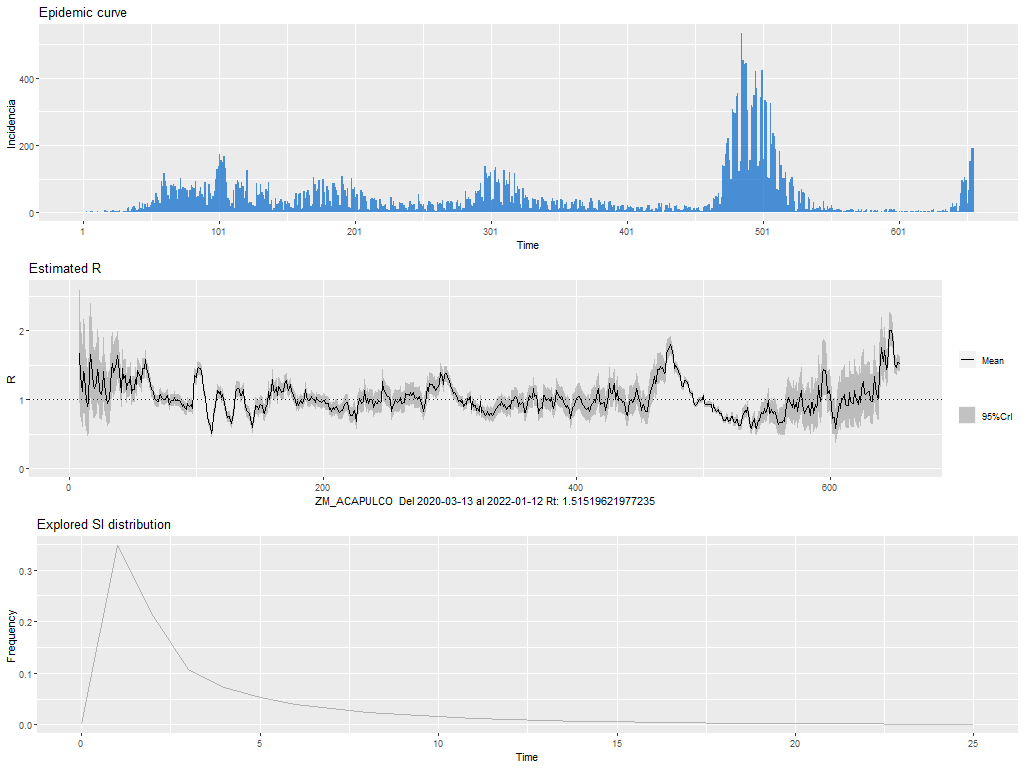 Epidemic curve
Incidencia
400
200
0
1
101
201
301
401
501
601
Time
Estimated R
R
2
1
0
0
200
400
600
ZM_ACAPULCO Del 2020-03-13 al 2022-01-12 Rt: 1.51519621977235
Mean
95%CrI
Explored SI distribution
Frequency
0.3
0.2
0.1
0.0
0
5
10
15
20
25
Time